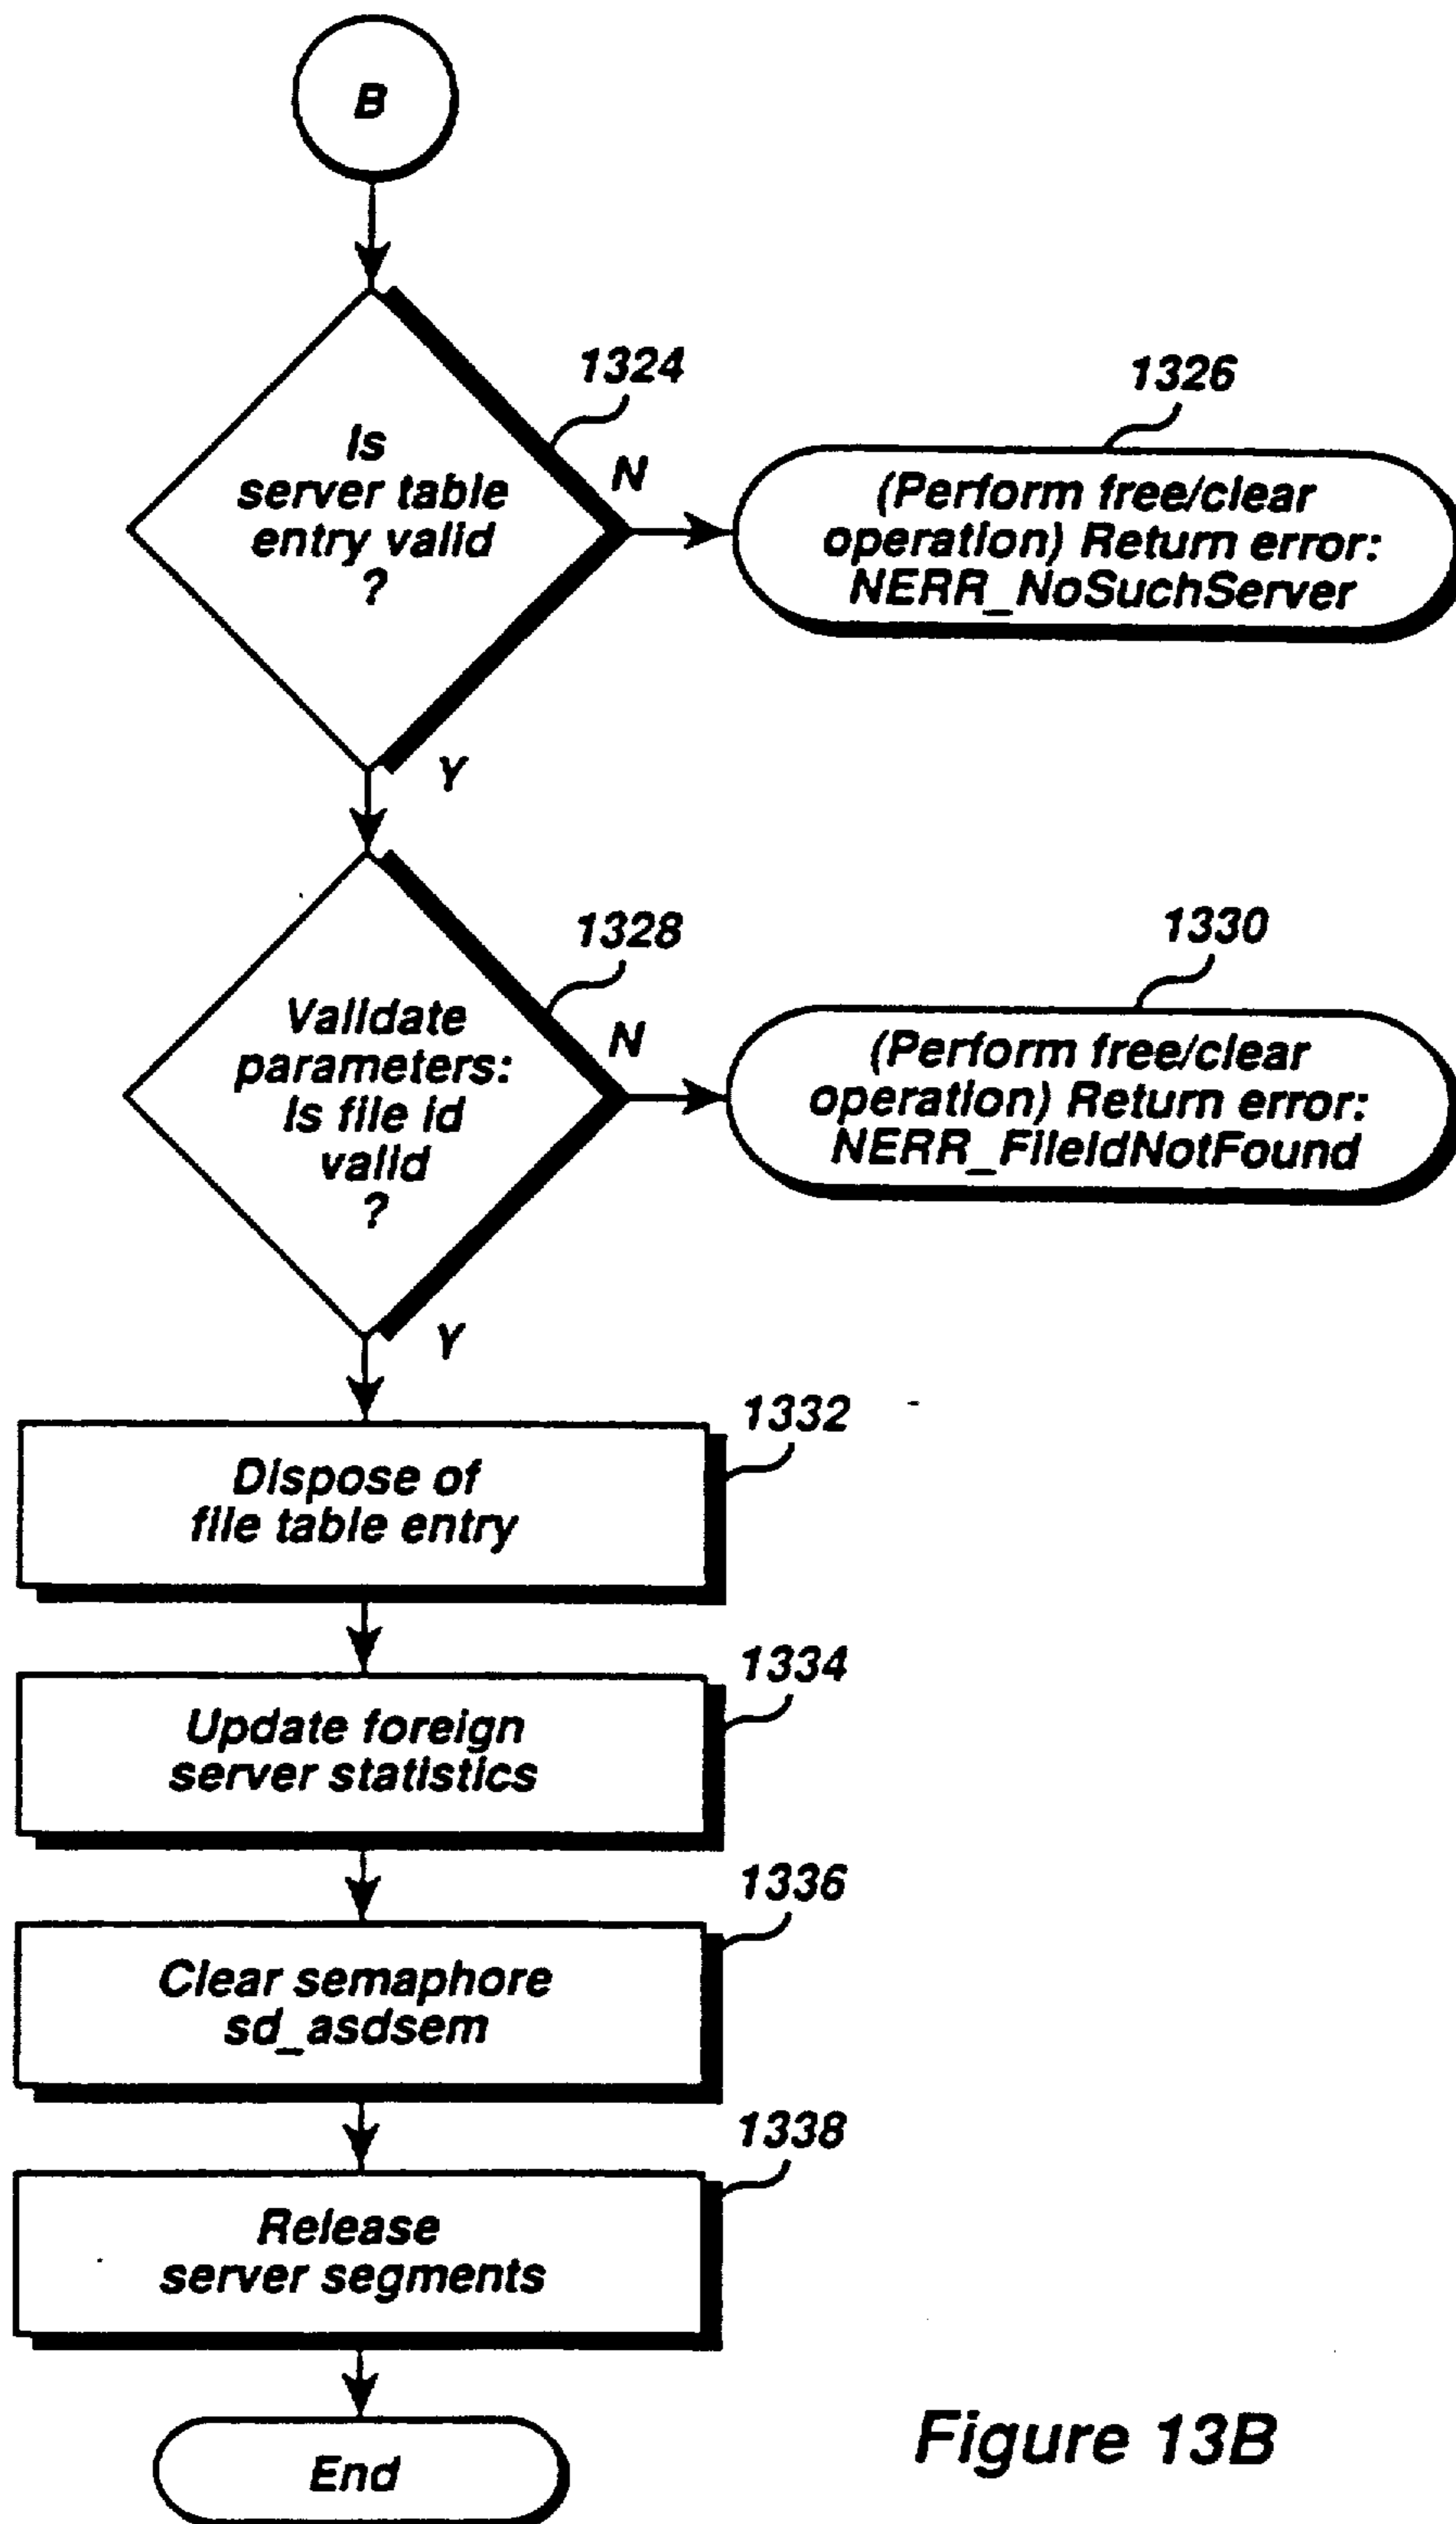 B
1324
Is
server table
entry valid
?
N
Y
1326
(Perform free/clear
operation) Return error:
NERR_NoSuchServer
1328
Validate
parameters:
is file id
valid
?
N
Y
1330
(Perform free/clear
operation) Return error:
NERR_FileIdNotFound
1332
Dispose of
file table entry
1334
Update foreign
server statistics
1336
Clear semaphore
sd_asdsem
1338
Release
server segments
End
Figure 13B